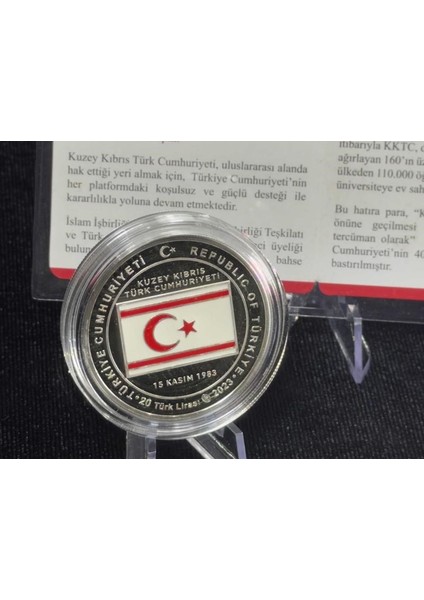 Kuzey Kıbrıs Türk Cumhuriyeti, uluslararası alanda
hak ettiği yeri almak için, Türkiye Cumhuriyeti'nin
her platformdaki koşulsuz ve güçlü desteği ile
kararlılıkla yoluna devam etmektedir.
İslam İşbirliği Teşkilatı
ve Türk üyeliği
bulun bahse
itibarıyla KKTC,
ağırlayan 160'ın üz
ülkeden 110.000 öğ
üniversiteye ev sah
Bu hatıra para, "K
önüne geçilmesi
tercüman olarak"
Cumhuriyeti'nin 40
bastırılmıştır.
TÜRKİYE CUMHURİYETİ REPUBLIC OF TÜRKİYE
KUZEY KIBRIS
TÜRK CUMHURİYETİ
15 KASIM 1983
20 Türk Lirası 2023